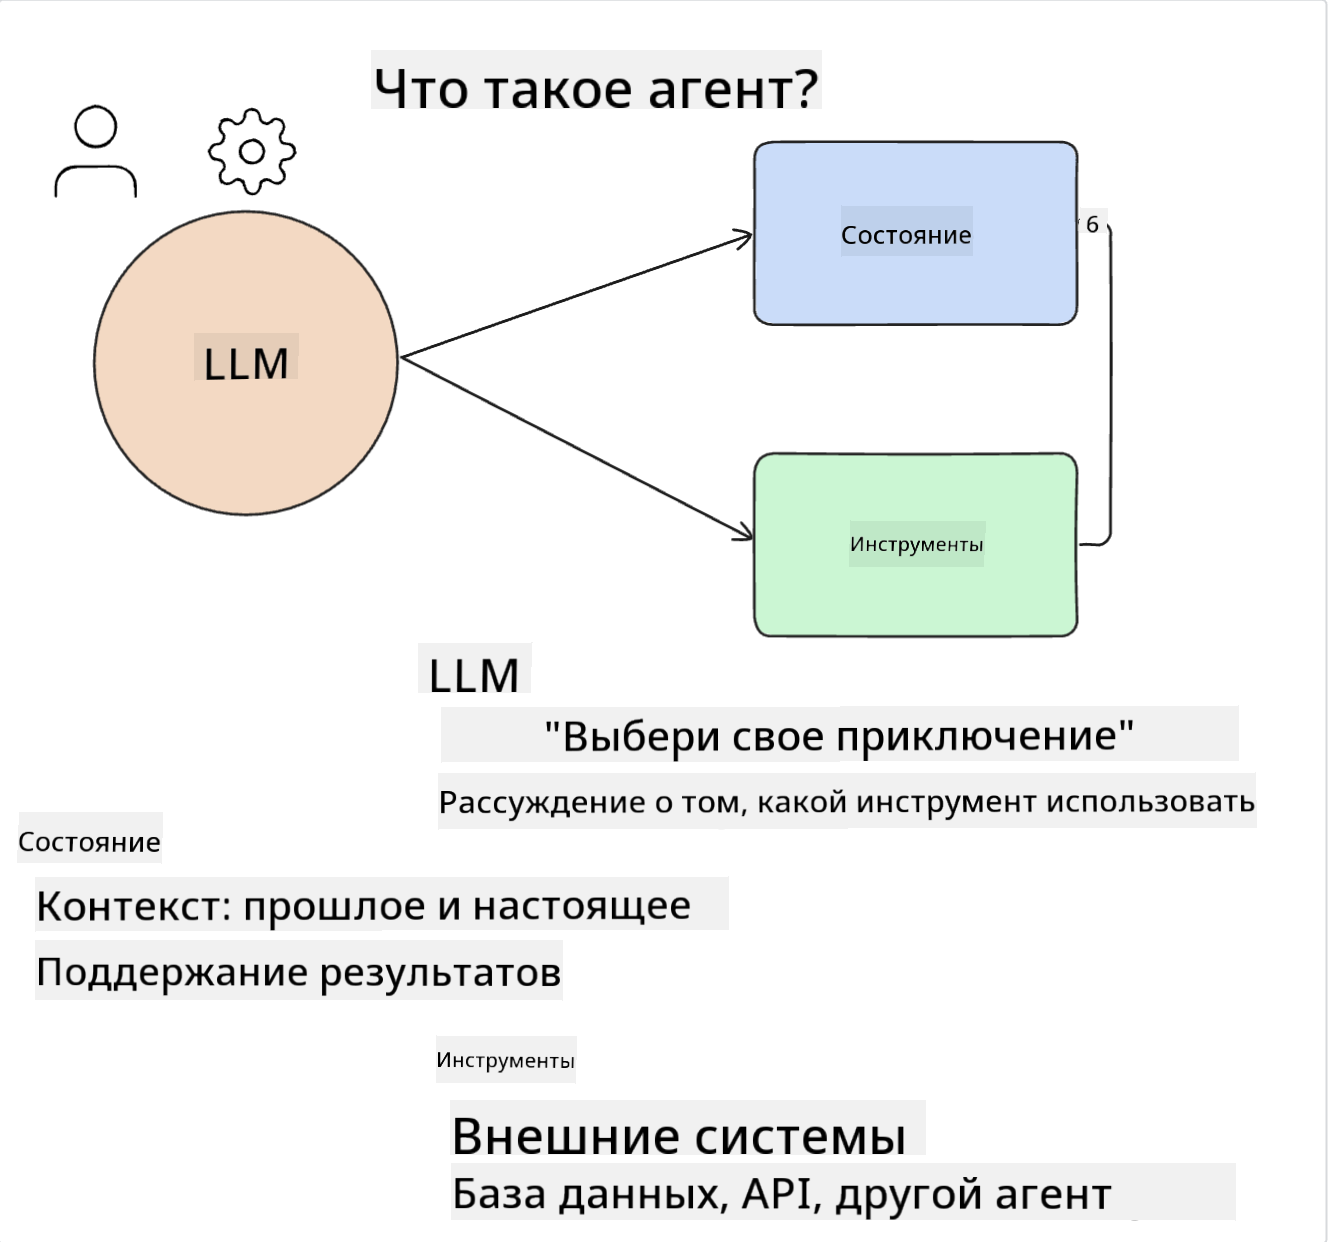 Что такое агент?
Состояние
6
LLM
Инструменты
LLM
"Выбери свое приключение"
Рассуждение о том, какой инструмент использовать
Состояние
Контекст: прошлое и настоящее
Поддержание результатов
Инструменты
Внешние системы
База данных, API, другой агент